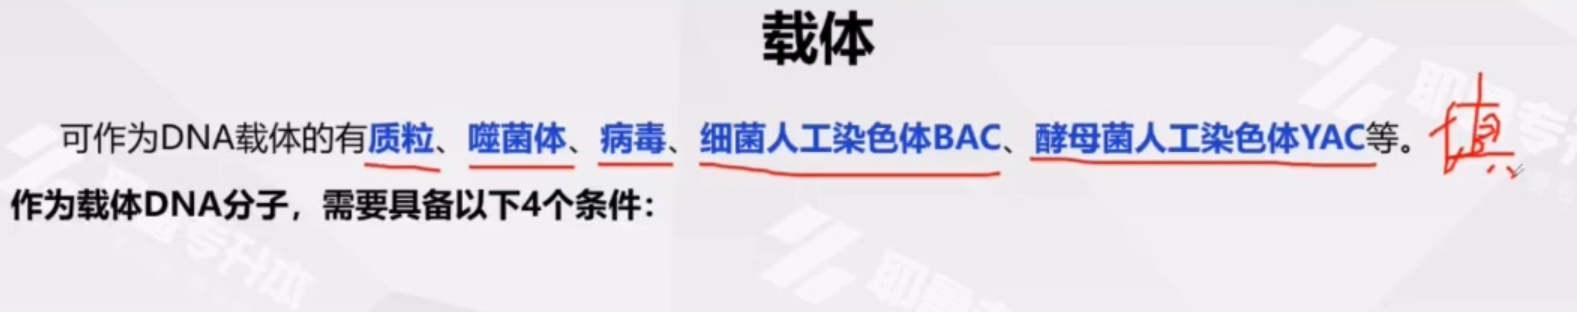 载体
可作为DNA载体的有质粒、噬菌体、病毒、细菌人工染色体BAC、酵母菌人工染色体YAC等。
填
作为载体DNA分子，需要具备以下4个条件：